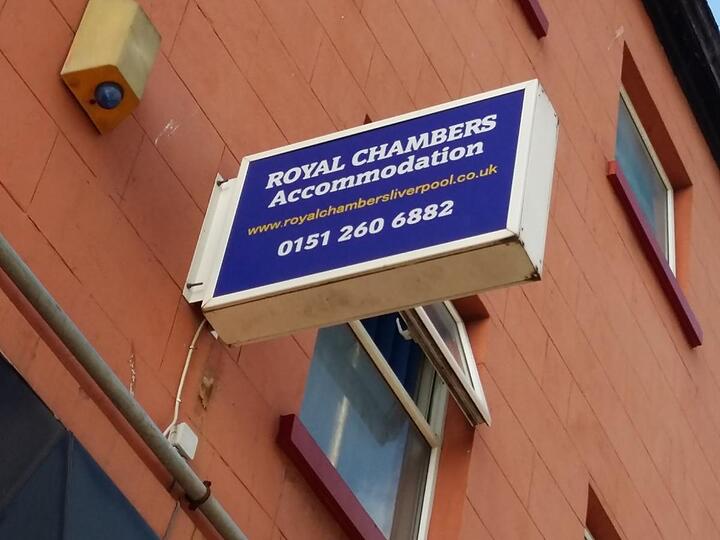 ROYAL CHAMBERS
Accommodation
www.royalchambersliverpool.co.uk
0151 260 6882